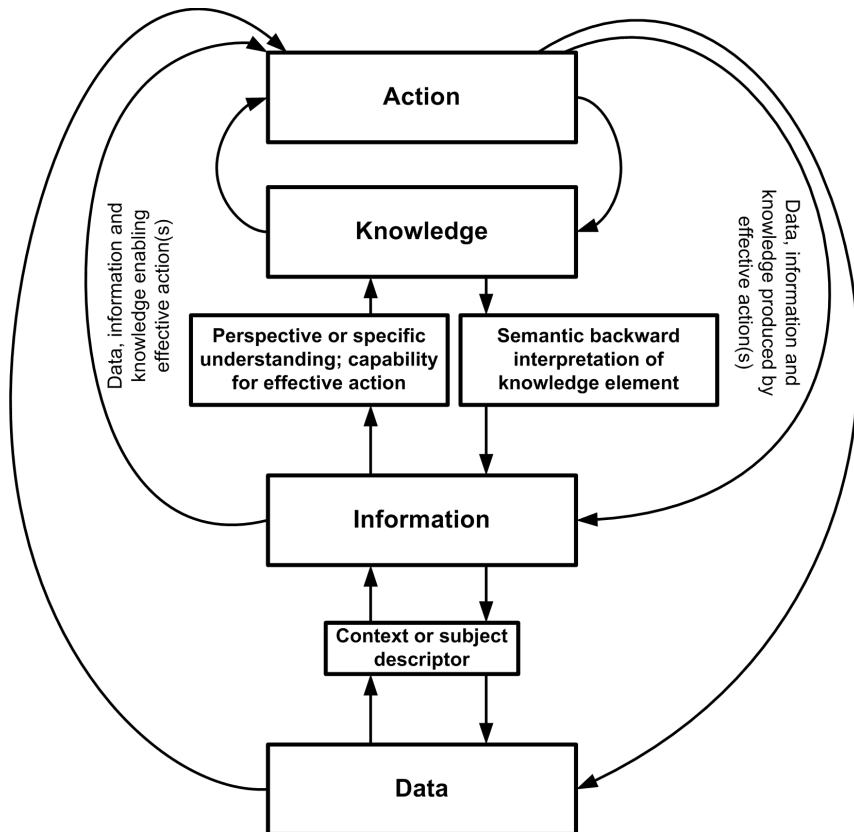 Action
Knowledge
Data, information and
knowledge enabling
effective action(s)
Data, information and
knowledge produced by
effective action(s)
Perspective or specific
understanding; capability
for effective action
Semantic backward
interpretation of
knowledge element
Information
Context or subject
descriptor
Data